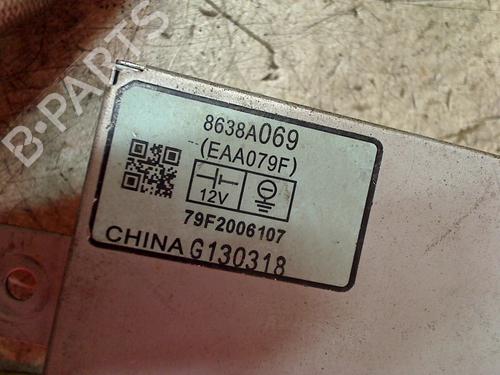 B-PARTS
8638A069
(EAA079F)
12V
79F2006107
CHINA G130318